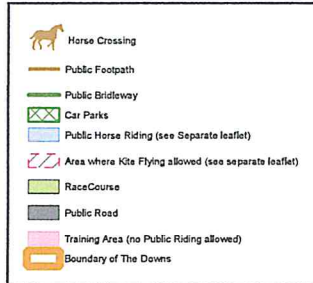 Horse Crossing
Public Footpath
Public Bridleway
Car Parks
Public Horse Riding (see Separate leaflet)
Area where Kite Flying allowed (see separate leaflet)
RaceCourse
Public Road
Training Area (no Public Riding allowed)
Boundary of The Downs